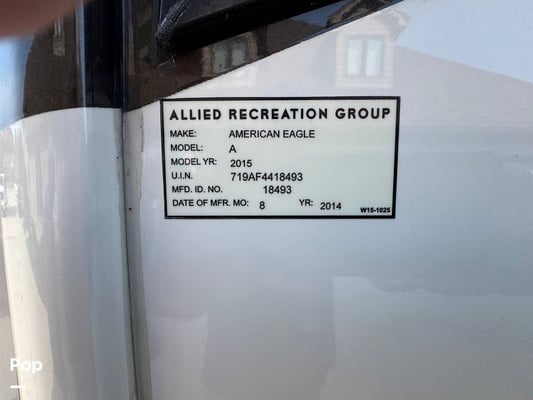 ALLIED RECREATION GROUP
MAKE: AMERICAN EAGLE
MODEL: A
MODEL YR: 2015
U.I.N. 719AF4418493
MFD. ID. NO. 18493
DATE OF MFR. MO: 8 YR: 2014
W15-1025
Pop